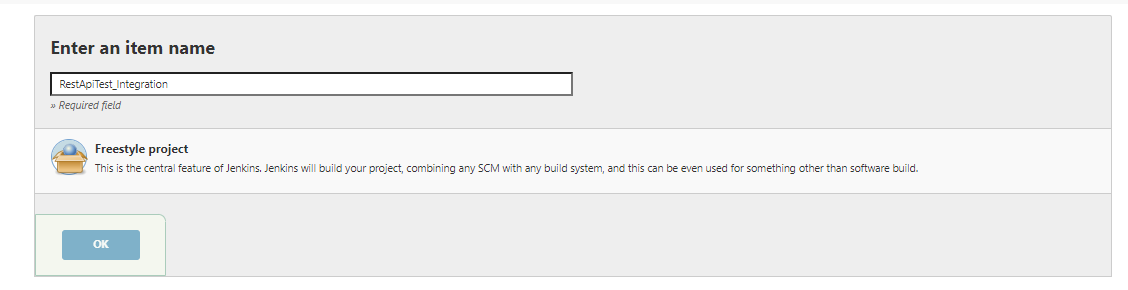 Enter an item name
RestApiTest_Integration
» Required field
Freestyle project
This is the central feature of Jenkins. Jenkins will build your project, combining any SCM with any build system, and this can be even used for something other than software build.
OK